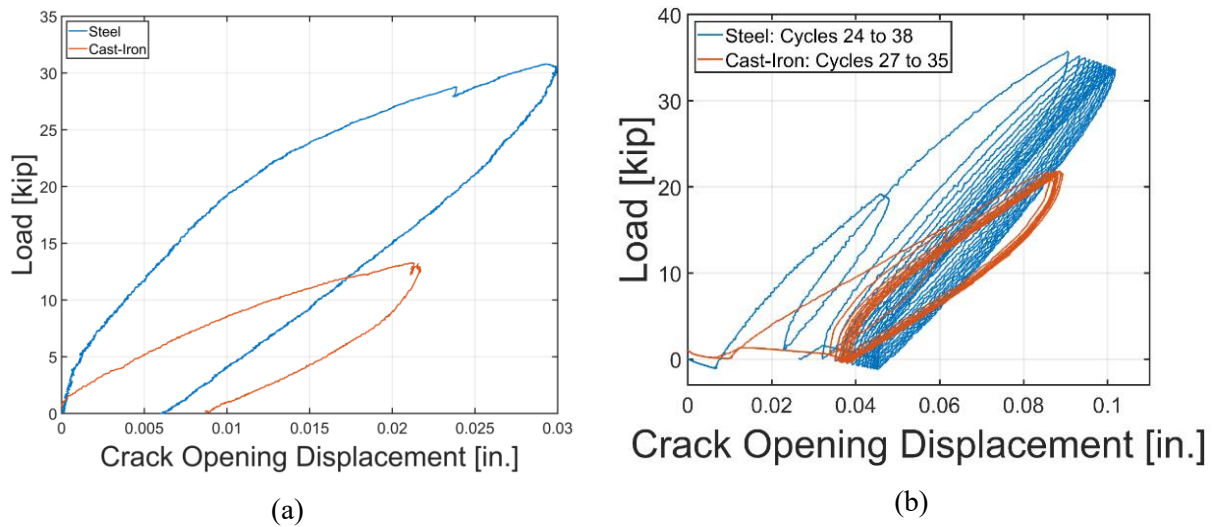 35
30
25
20
15
10
5
0
Load [kip]
Steel
Cast-Iron
0 0.005 0.01 0.015 0.02 0.025 0.03
Crack Opening Displacement [in.]
(a)
40
30
20
10
0
Load [kip]
Steel: Cycles 24 to 38
Cast-Iron: Cycles 27 to 35
0 0.02 0.04 0.06 0.08 0.1
Crack Opening Displacement [in.]
(b)